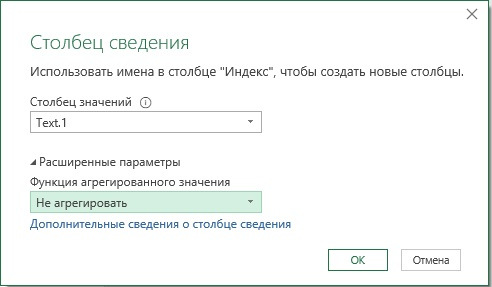 Столбец сведения
Использовать имена в столбце "Индекс", чтобы создать новые столбцы.
Столбец значений
Text.1
Расширенные параметры
Функция агрегированного значения
Не агрегировать
Дополнительные сведения о столбце сведения
ОК
Отмена